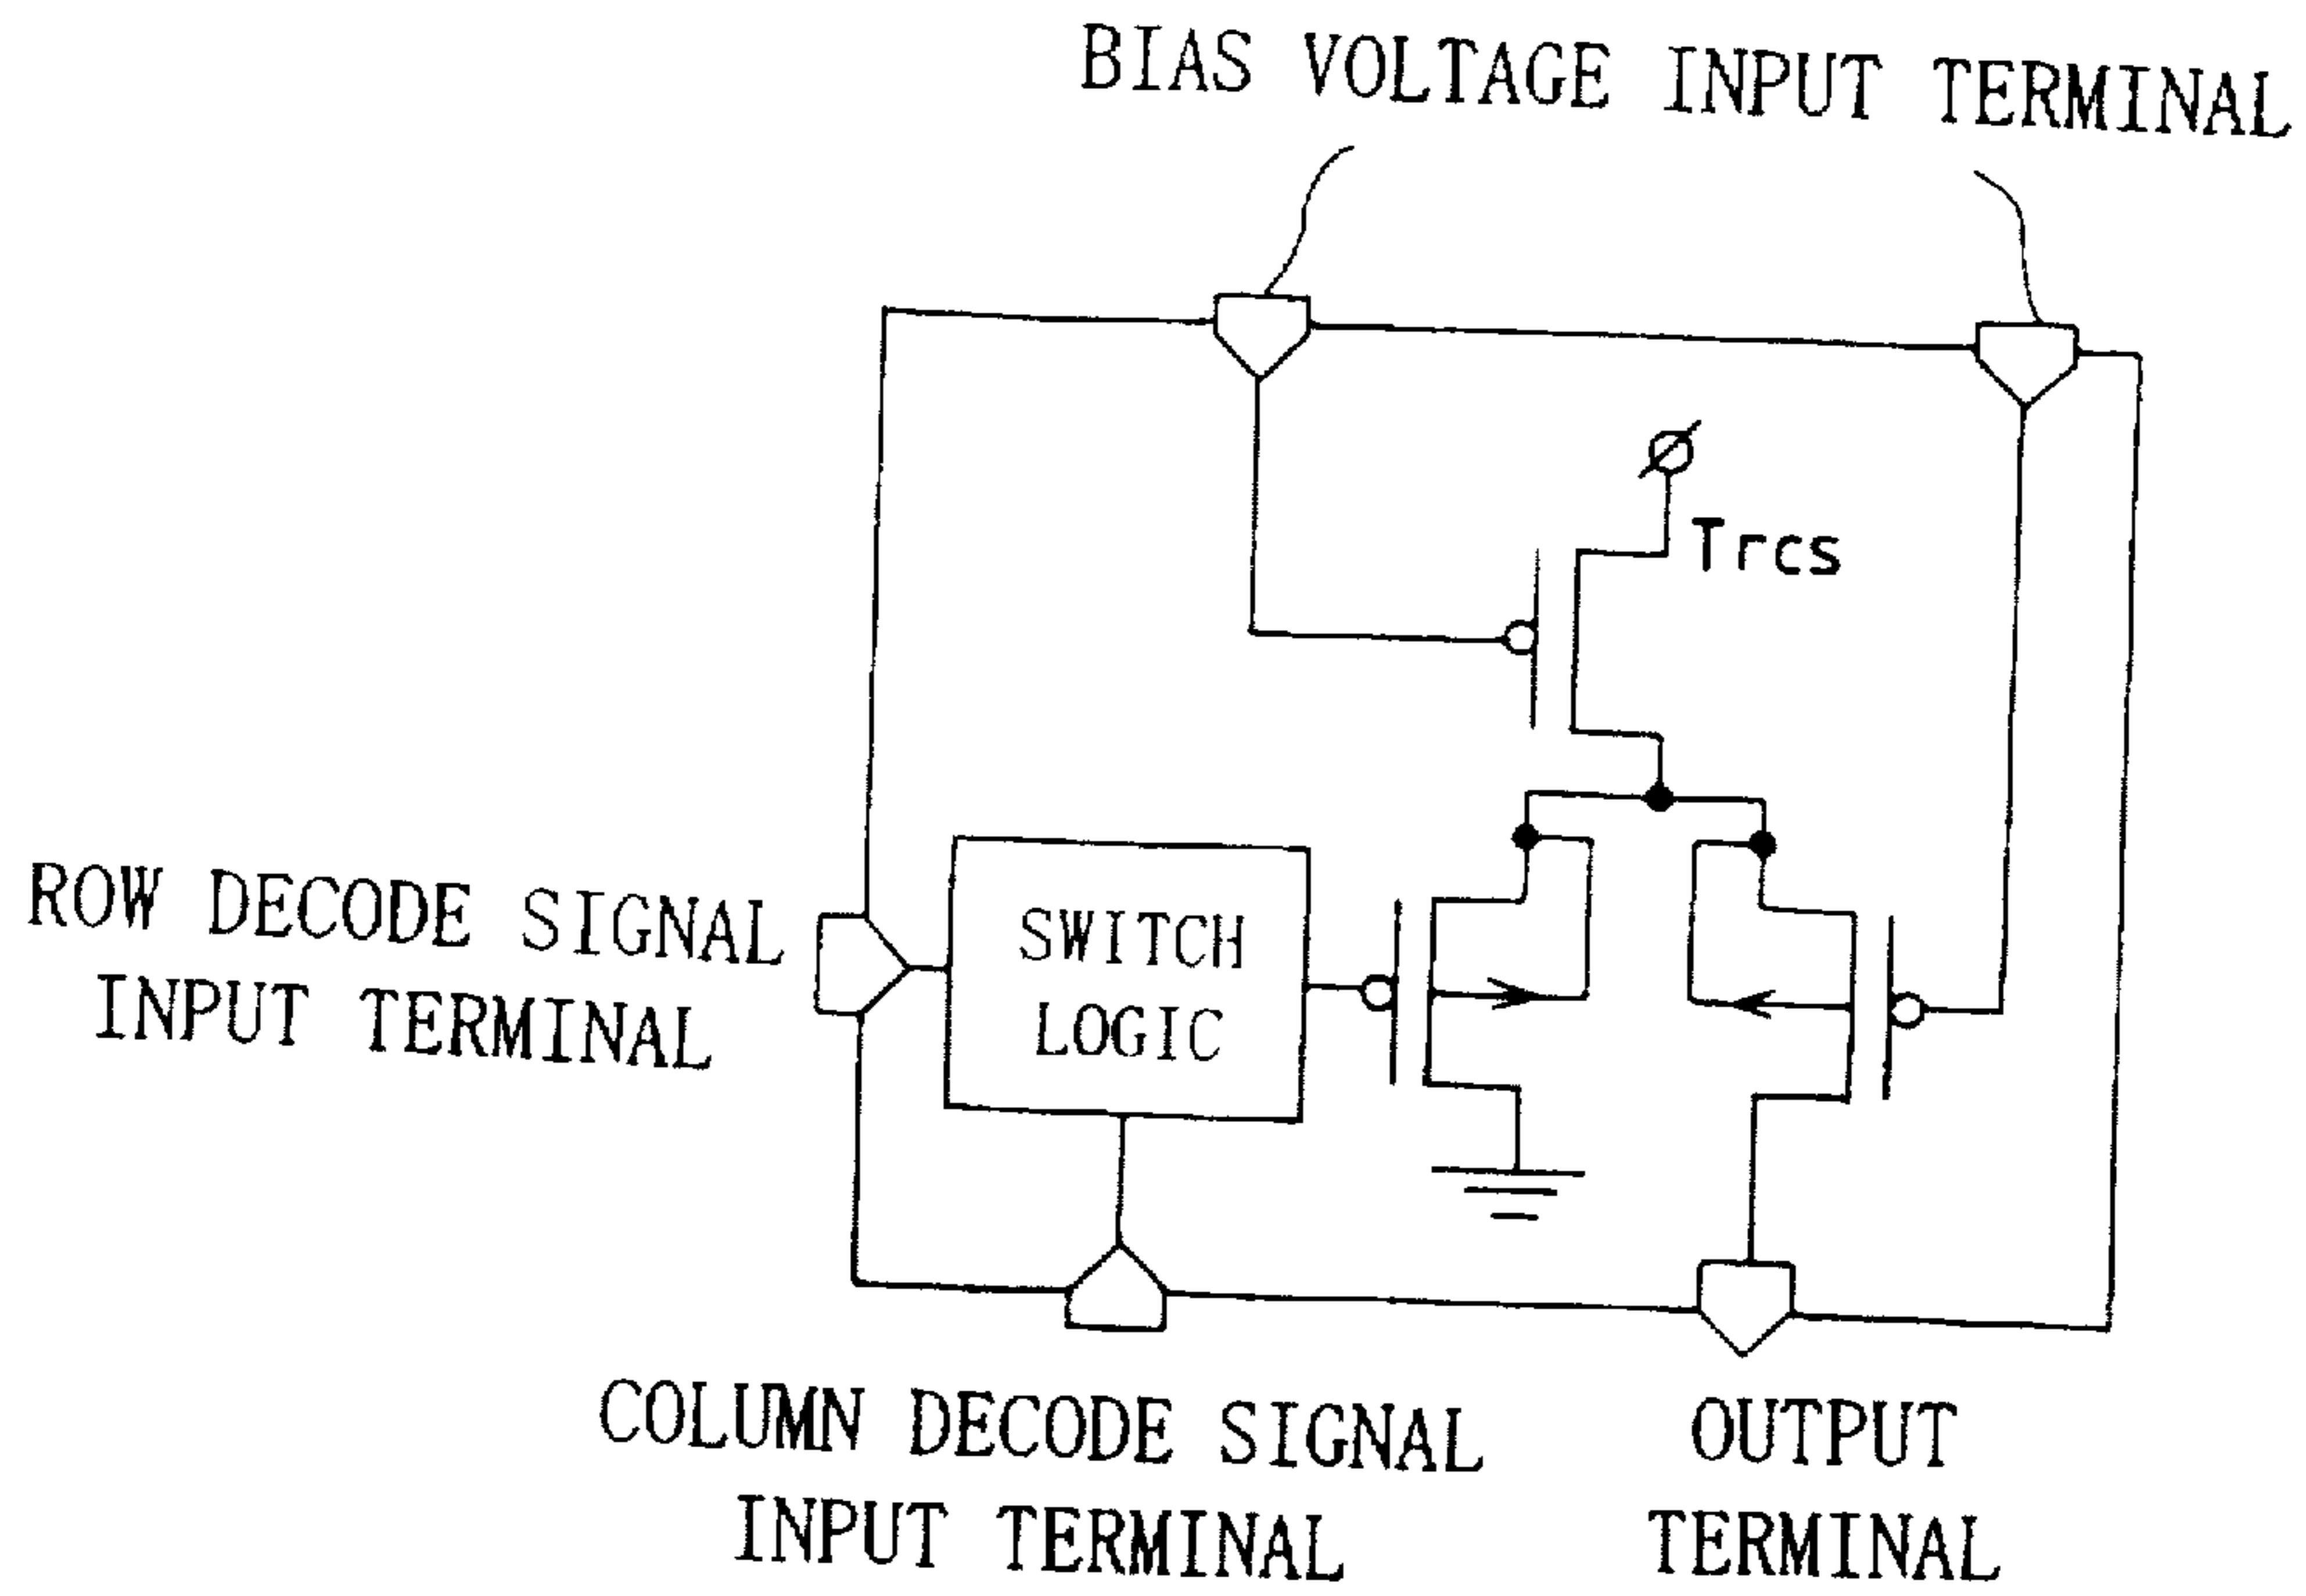 BIAS VOLTAGE INPUT TERMINAL
Trcs
ROW DECODE SIGNAL
INPUT TERMINAL
SWITCH
LOGIC
COLUMN DECODE SIGNAL
INPUT TERMINAL
OUTPUT
TERMINAL